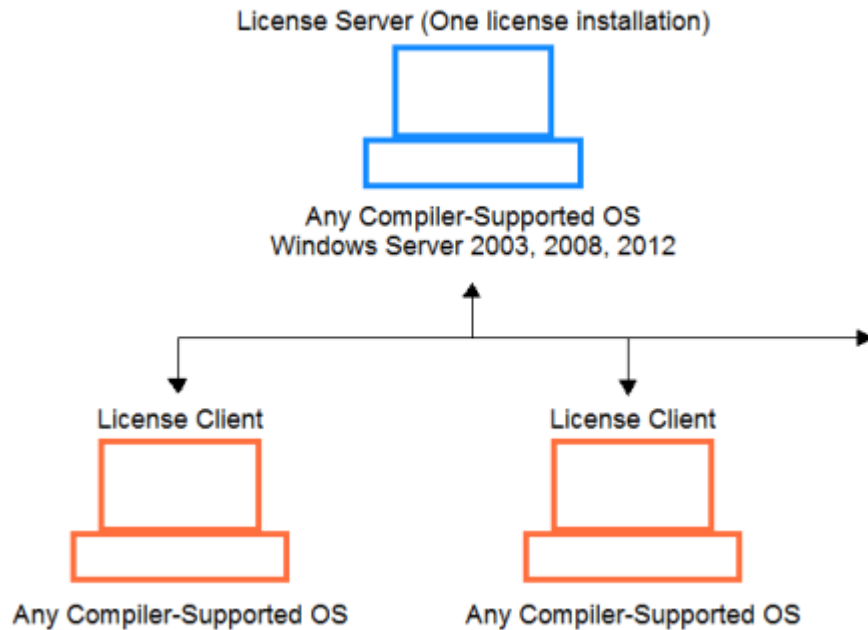 License Server (One license installation)
Any Compiler-Supported OS
Windows Server 2003, 2008, 2012
License Client
License Client
Any Compiler-Supported OS
Any Compiler-Supported OS